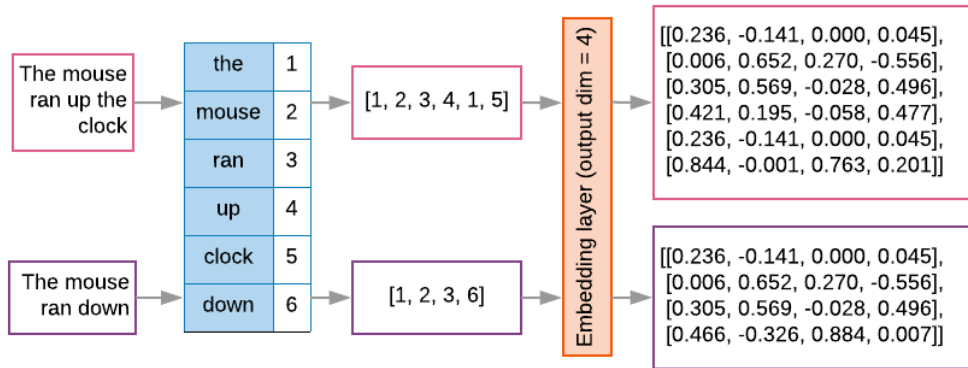 The mouse
ran up the
clock
the 1
mouse 2
ran 3
up 4
clock 5
down 6
[1, 2, 3, 4, 1, 5]
Embedding layer (output dim = 4)
[[0.236, -0.141, 0.000, 0.045],
[0.006, 0.652, 0.270, -0.556],
[0.305, 0.569, -0.028, 0.496],
[0.421, 0.195, -0.058, 0.477],
[0.236, -0.141, 0.000, 0.045],
[0.844, -0.001, 0.763, 0.201]]
The mouse
ran down
[1, 2, 3, 6]
[[0.236, -0.141, 0.000, 0.045],
[0.006, 0.652, 0.270, -0.556],
[0.305, 0.569, -0.028, 0.496],
[0.466, -0.326, 0.884, 0.007]]